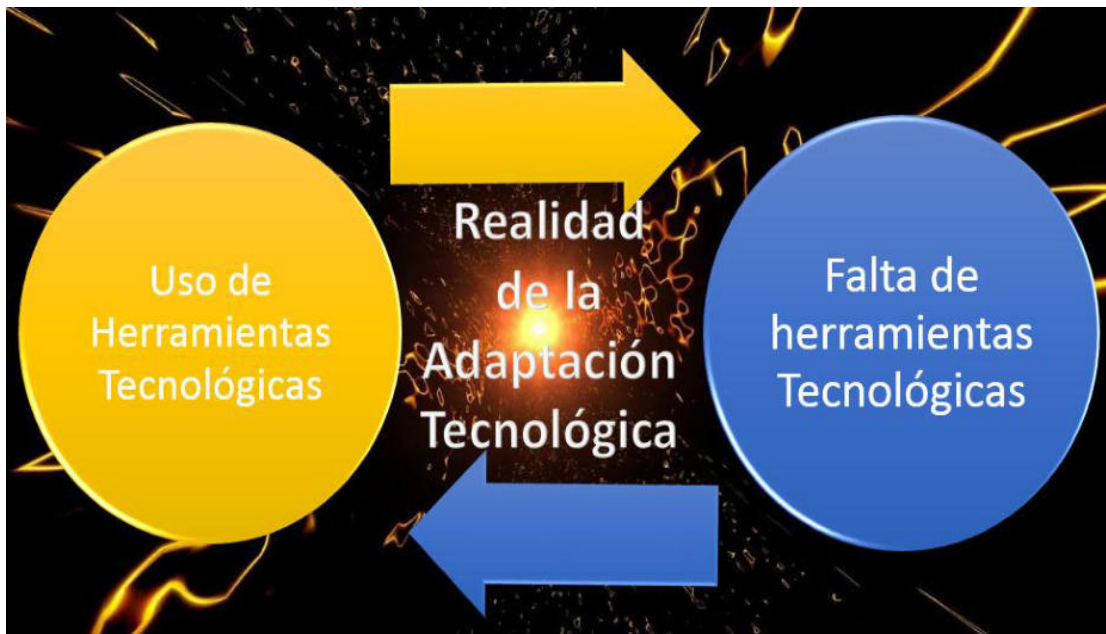 Uso de
Herramientas
Tecnológicas
Realidad
de la
Adaptación
Tecnológica
Falta de
herramientas
Tecnológicas